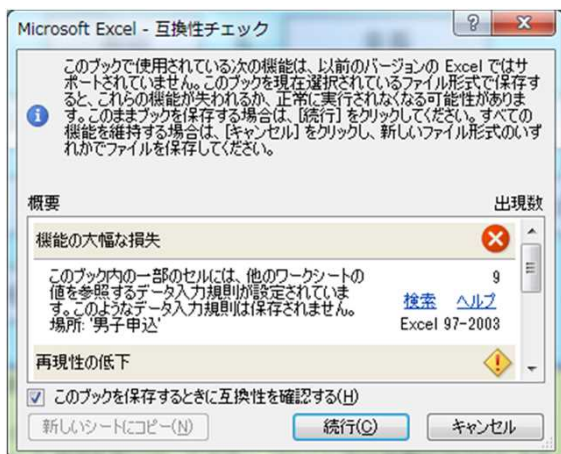 Microsoft Excel - 互換性チェック
このブックで使用されている次の機能は、以前のバージョンの Excel ではサ
ポートされていません。このブックを現在選択されているファイル形式で保存す
ると、これらの機能が失われるか、正常に実行されなくなる可能性がありま
す。このままブックを保存する場合は、[続行] をクリックしてください。すべての
機能を維持する場合は、[キャンセル] をクリックし、新しいファイル形式のいず
れかでファイルを保存してください。
概要 出現数
機能の大幅な損失
このブック内の一部のセルには、他のワークシートの 9
値を参照するデータ入力規則が設定されていま
す。このようなデータ入力規則は保存されません。 検索 ヘルプ
場所: '男子申込' Excel 97-2003
再現性の低下
このブックを保存するときに互換性を確認する(H)
新しいシートにコピー(N) 続行(C) キャンセル